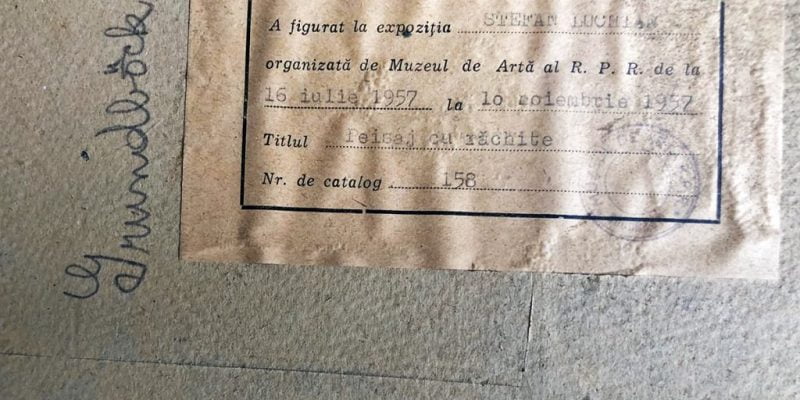 A figurat la expoziția STEFAN LUCHIAN
organizată de Muzeul de Artă al R. P. R. de la
16 iulie 1957 la 10 noiembrie 1957
Titlul Peisaj cu răchite
Nr. de catalog 158
Grundböck